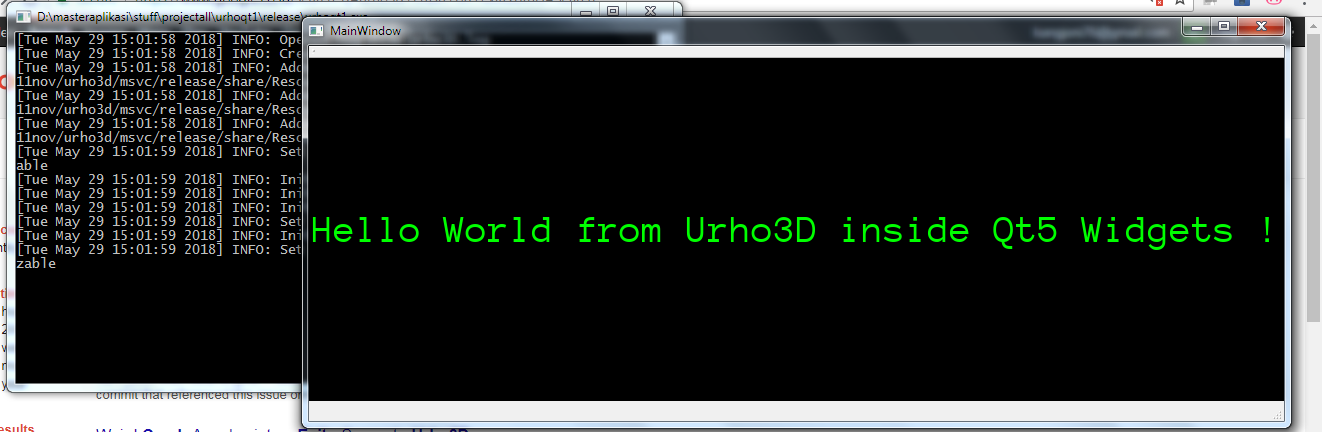 D:\masteraplikasi\stuff\projectall\urhoqt1\release\urhoqt1.exe
[Tue May 29 15:01:58 2018] INFO: Ope
[Tue May 29 15:01:58 2018] INFO: Cre
[Tue May 29 15:01:58 2018] INFO: Add
11nov/urho3d/msvc/release/share/Reso
[Tue May 29 15:01:58 2018] INFO: Add
11nov/urho3d/msvc/release/share/Reso
[Tue May 29 15:01:58 2018] INFO: Add
11nov/urho3d/msvc/release/share/Reso
[Tue May 29 15:01:59 2018] INFO: Set
able
[Tue May 29 15:01:59 2018] INFO: Ini
[Tue May 29 15:01:59 2018] INFO: Ini
[Tue May 29 15:01:59 2018] INFO: Ini
[Tue May 29 15:01:59 2018] INFO: Set
[Tue May 29 15:01:59 2018] INFO: Ini
[Tue May 29 15:01:59 2018] INFO: Set
zable
MainWindow
Hello World from Urho3D inside Qt5 Widgets !
commit that referenced this issue on
esults